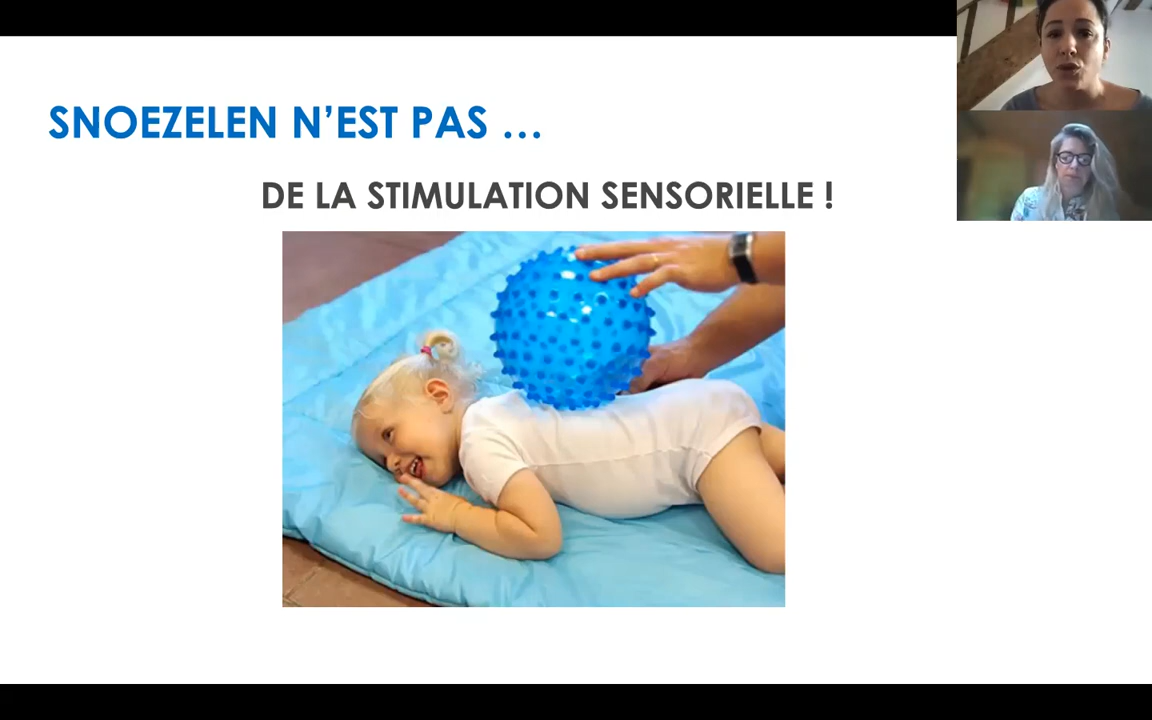 SNOEZELEN N’EST PAS …
DE LA STIMULATION SENSORIELLE !